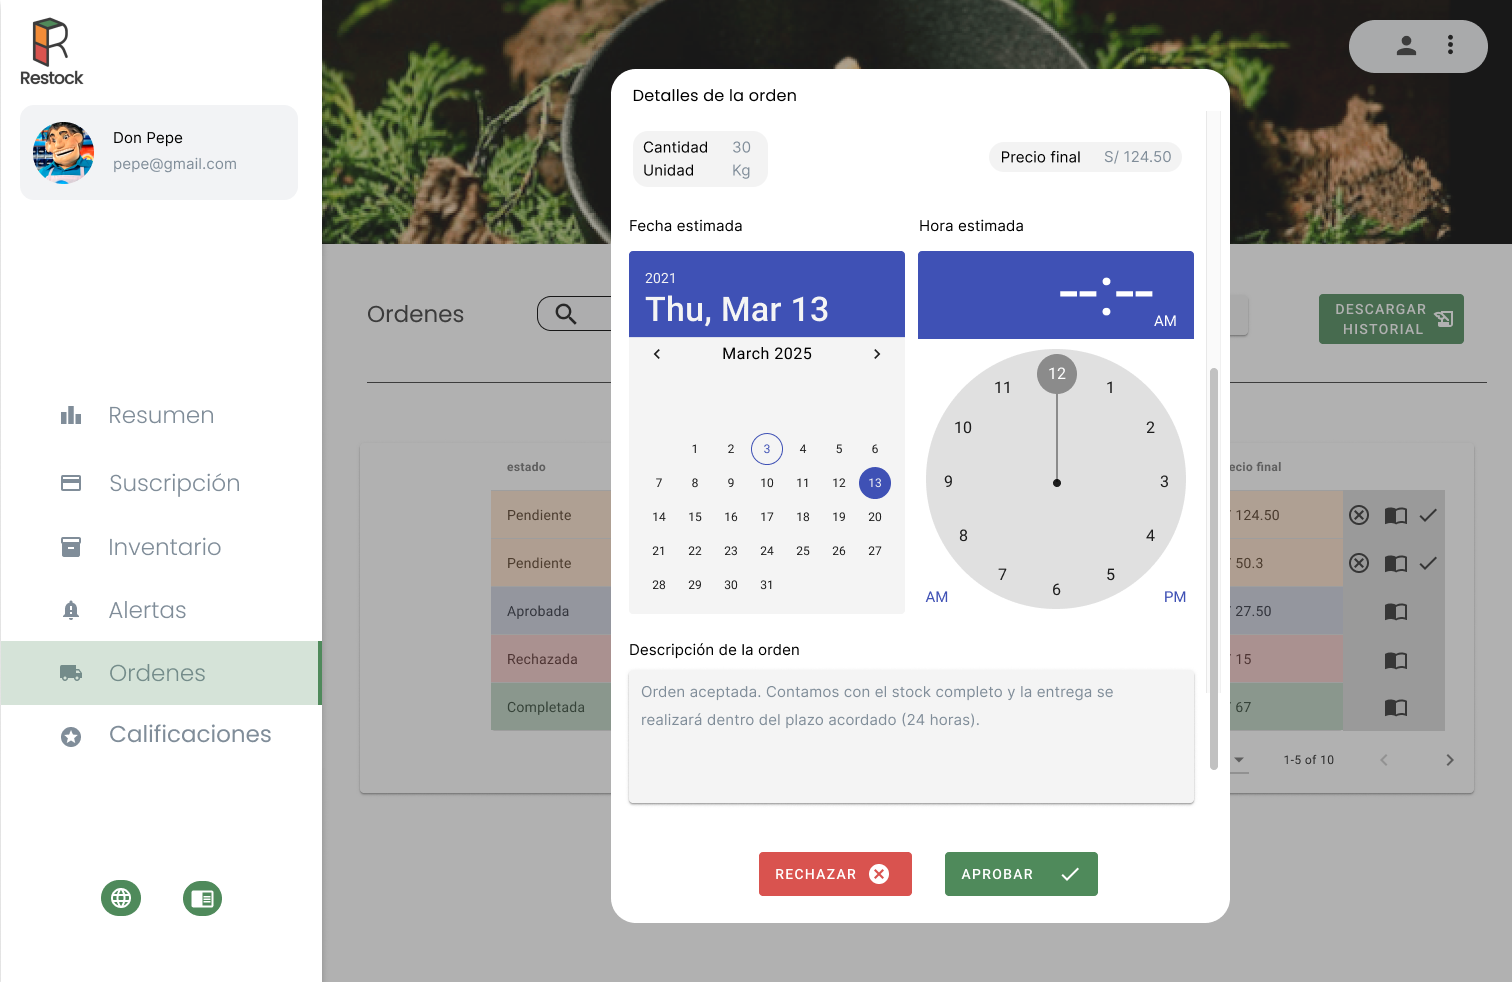 Restock
Don Pepe
pepe@gmail.com
Resumen
Suscripción
Inventario
Alertas
Ordenes
Calificaciones
Ordenes
DESCARGAR
HISTORIAL
estado
ecio final
Pendiente
124.50
Pendiente
50.3
Aprobada
27.50
Rechazada
15
Completada
67
1-5 of 10
Detalles de la orden
Cantidad 30
Unidad Kg
Precio final S/ 124.50
Fecha estimada
2021
Thu, Mar 13
March 2025
1 2 3 4 5 6
7 8 9 10 11 12 13
14 15 16 17 18 19 20
21 22 23 24 25 26 27
28 29 30 31
Hora estimada
--:--
AM
12
11 1
10 2
9 3
8 4
7 5
6
AM PM
Descripción de la orden
Orden aceptada. Contamos con el stock completo y la entrega se
realizará dentro del plazo acordado (24 horas).
RECHAZAR
APROBAR